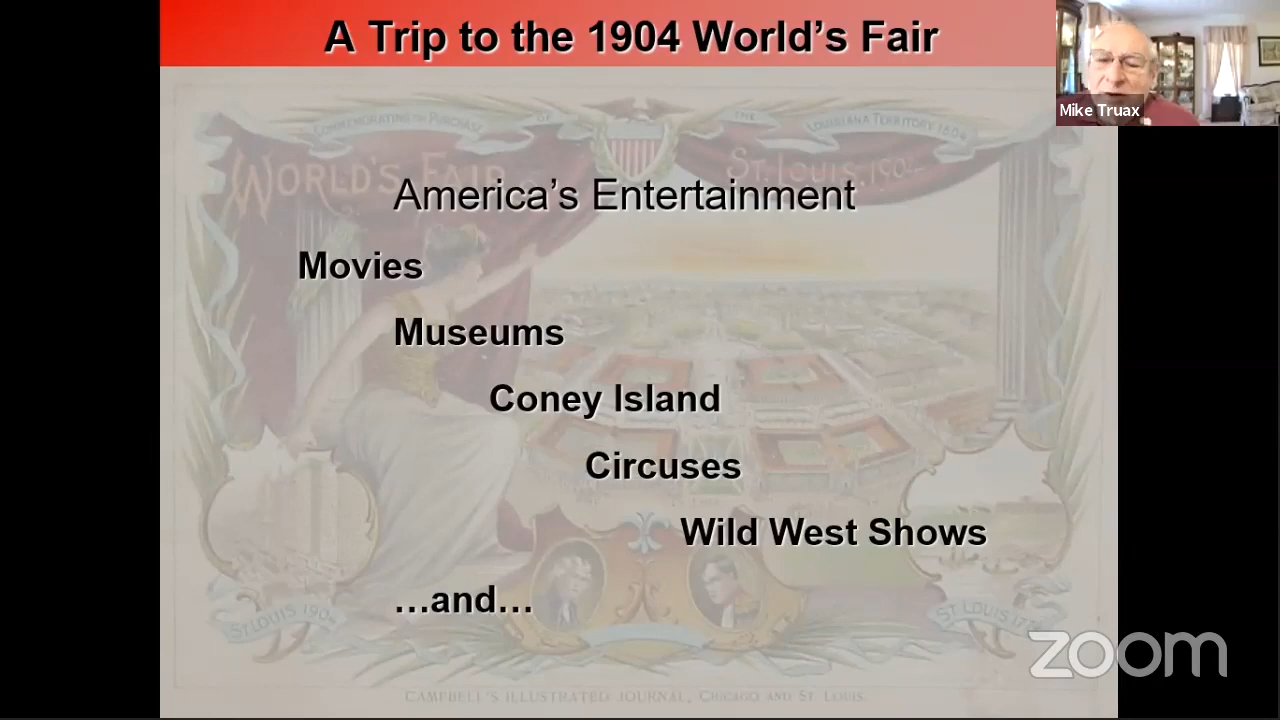 A Trip to the 1904 World's Fair
Mike Truax
COMMEMORATING THE PURCHASE OF THE LOUISIANA TERRITORY 1804
WORLD'S FAIR ST. LOUIS, 1904
America's Entertainment
Movies
Museums
Coney Island
Circuses
Wild West Shows
…and…
ST LOUIS 1904
ST LOUIS
zoom
CAMPBELL'S ILLUSTRATED JOURNAL, CHICAGO AND ST LOUIS.